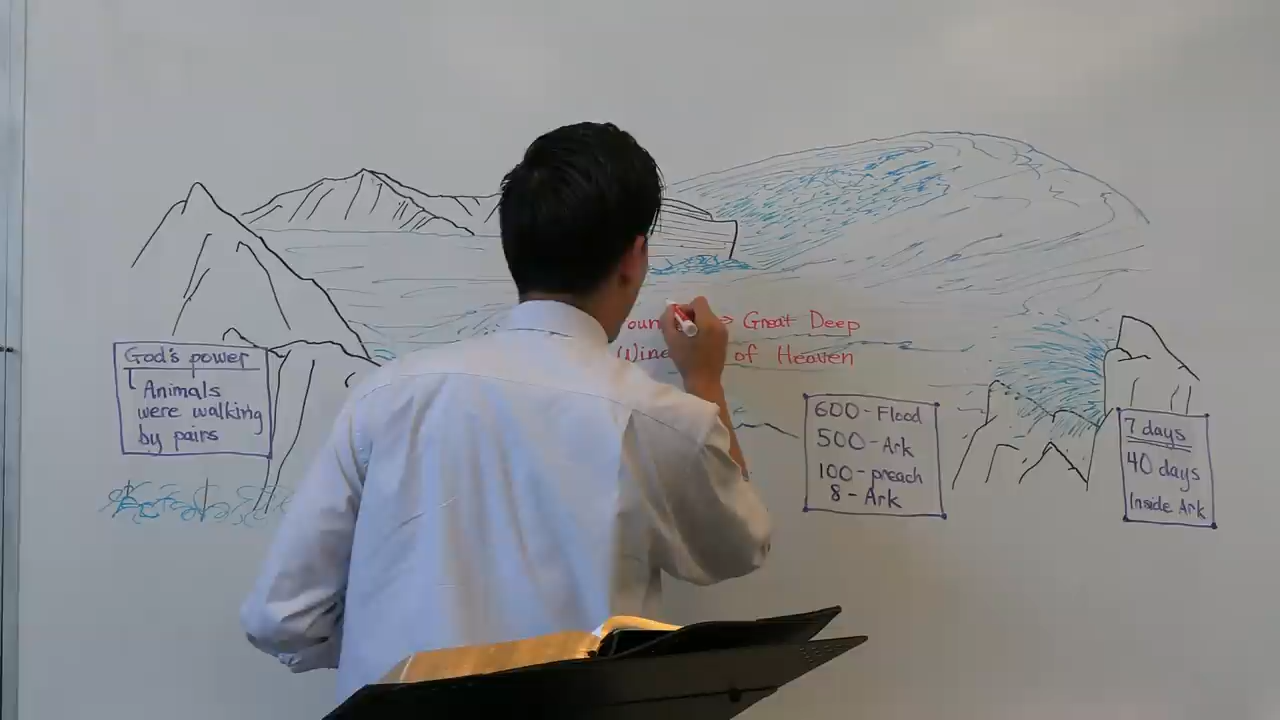 God's power
Animals
were walking
by pairs
→ Great Deep
of Heaven
600 - Flood
500 - Ark
100 - preach
8 - Ark
7 days
40 days
Inside Ark